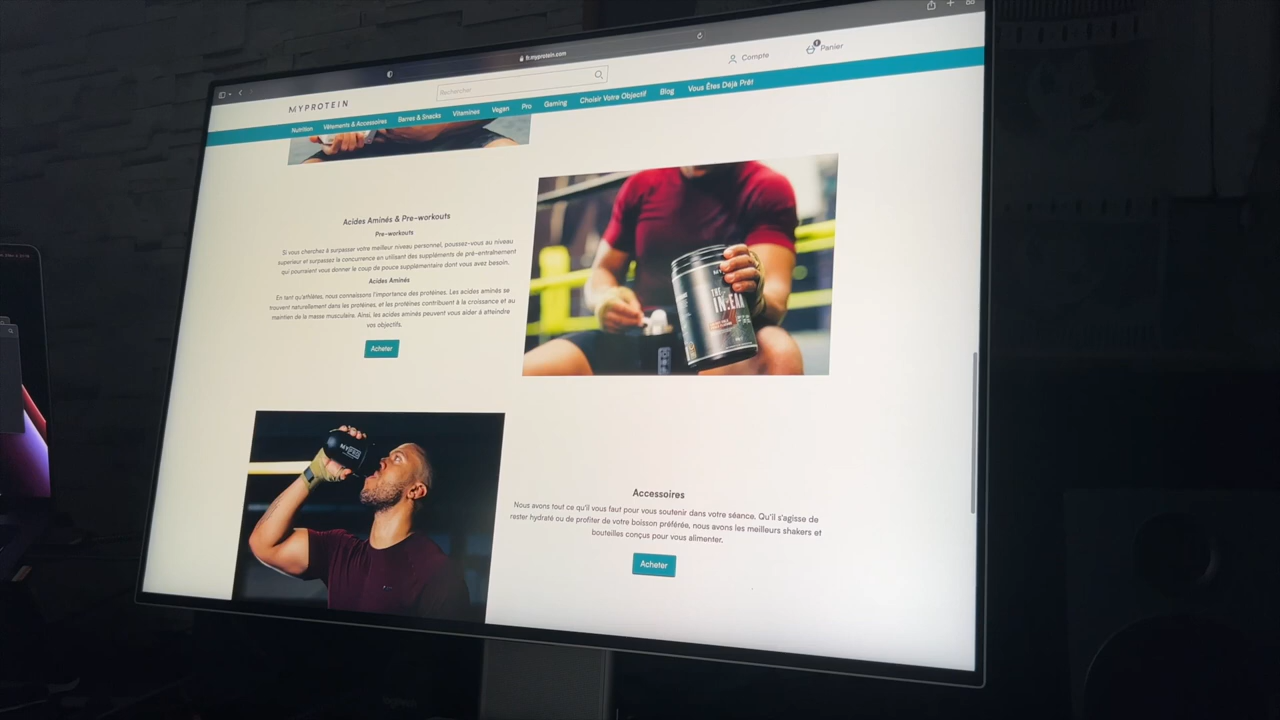 fr.myprotein.com
MYPROTEIN
Rechercher
Compte
1
Panier
Nutrition
Vêtements & Accessoires
Barres & Snacks
Vitamines
Vegan
Pro
Gaming
Choisir Votre Objectif
Blog
Vous Êtes Déjà Prêt
Acides Aminés & Pre-workouts
Pre-workouts
Si vous cherchez à surpasser votre meilleur niveau personnel, poussez-vous au niveau
superieur et surpassez la concurrence en utilisant des suppléments de pré-entraînement
qui pourraient vous donner le coup de pouce supplémentaire dont vous avez besoin.
Acides Aminés
En tant qu'athlètes, nous connaissons l'importance des protéines. Les acides aminés se
trouvent naturellement dans les protéines, et les protéines contribuent à la croissance et au
maintien de la masse musculaire. Ainsi, les acides aminés peuvent vous aider à atteindre
vos objectifs.
Acheter
THE
Accessoires
Nous avons tout ce qu'il vous faut pour vous soutenir dans votre séance. Qu'il s'agisse de
rester hydraté ou de profiter de votre boisson préférée, nous avons les meilleurs shakers et
bouteilles conçus pour vous alimenter.
Acheter